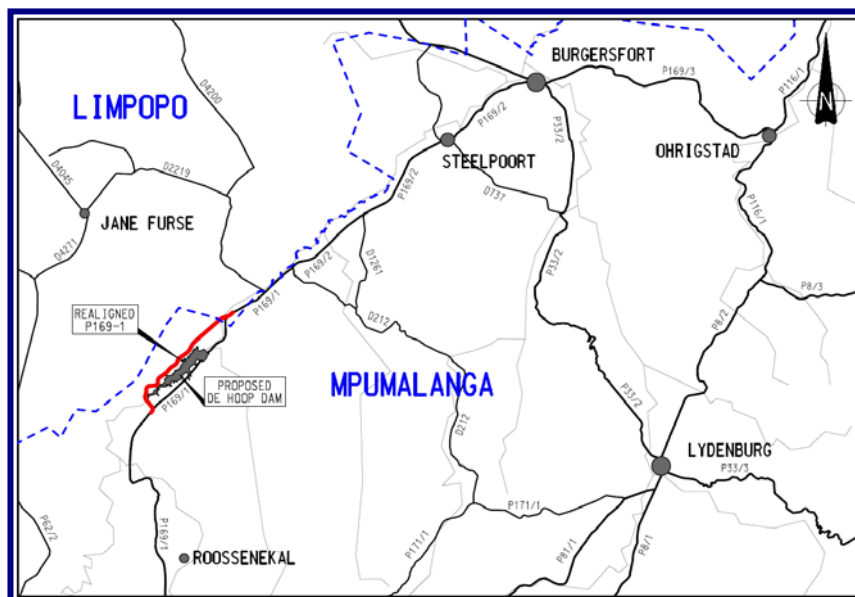 BURGERSFORT
P169/3
P116/1
N
LIMPOPO
D4200
P169/2
P33/2
STEELPOORT
OHRIGSTAD
D4045
D2219
P169/2
D737
JANE FURSE
P116/1
D4271
P169/2
D1261
P33/2
P8/3
REALIGNED
P169-1
P169/1
D212
P8/2
PROPOSED
DE HOOP DAM
MPUMALANGA
P169/1
P33/2
D212
LYDENBURG
P33/3
P62/2
P169/1
P171/1
P171/1
P81/1
P8/1
ROOSSENEKAL